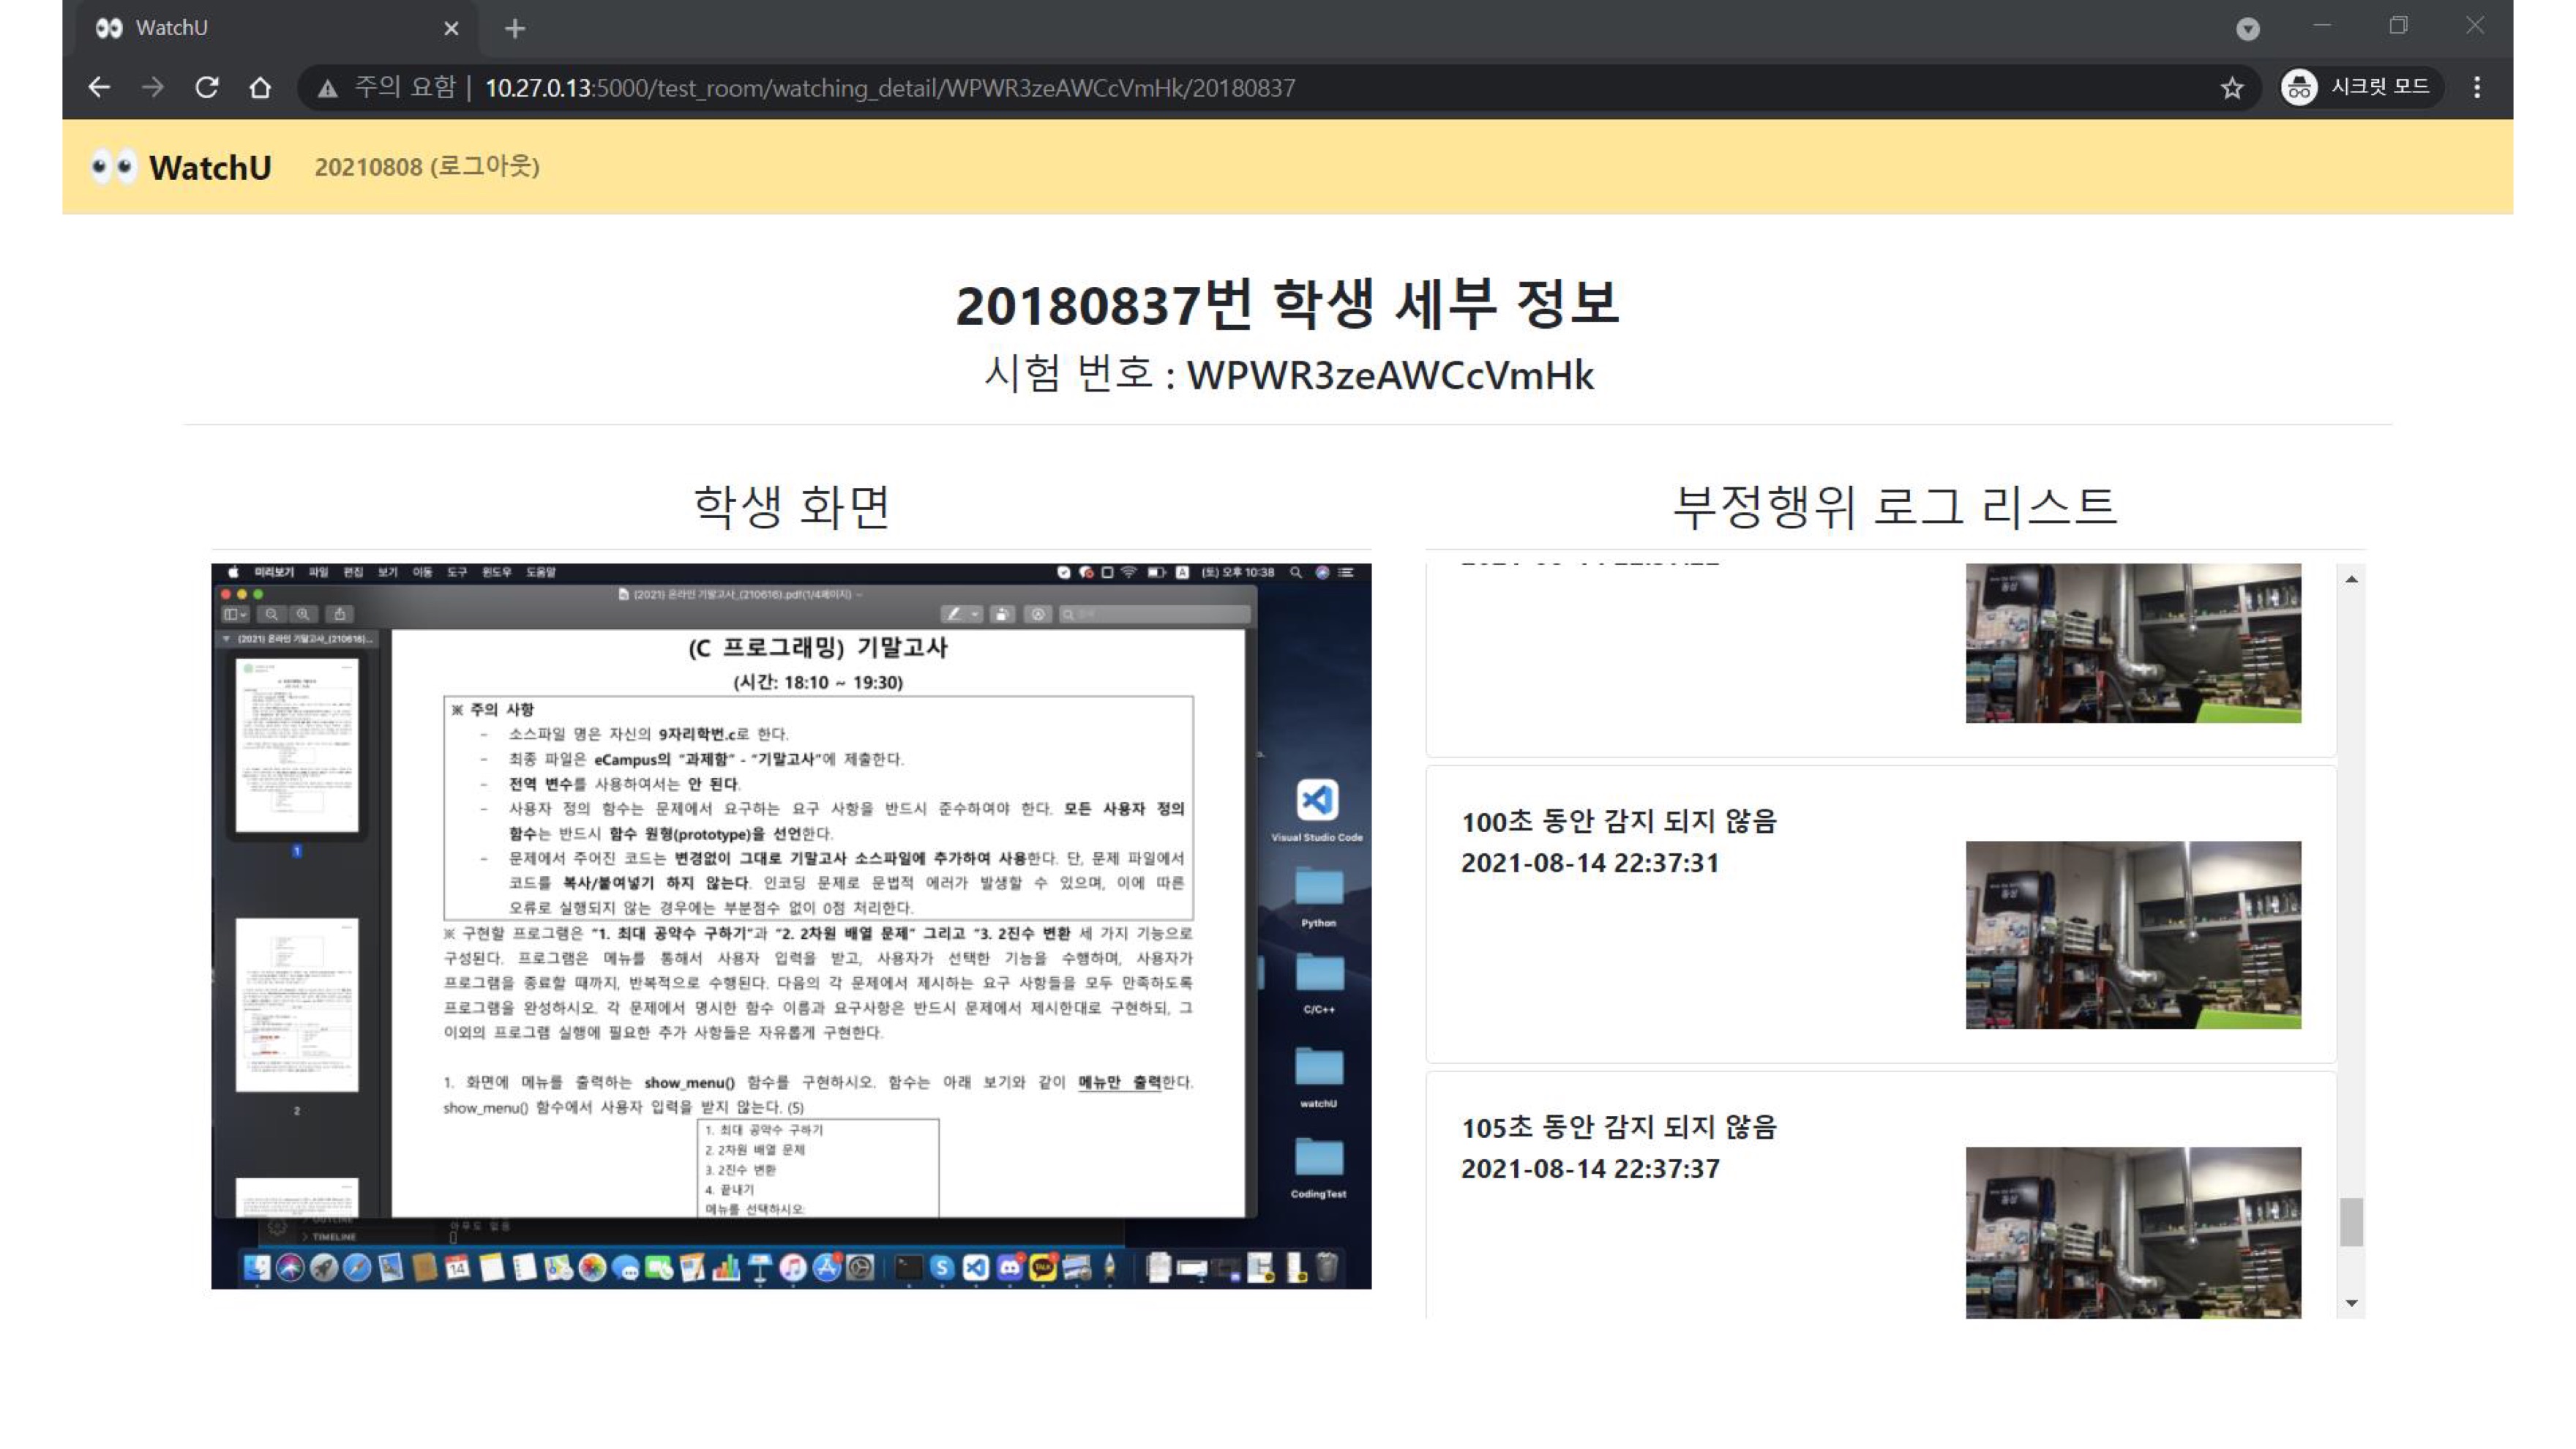 WatchU
주의 요함 | 10.27.0.13:5000/test_room/watching_detail/WPWR3zeAWCcVmHk/20180837
시크릿 모드
WatchU 20210808 (로그아웃)
20180837번 학생 세부 정보
시험 번호 : WPWR3zeAWCcVmHk
학생 화면
미리보기 파일 편집 보기 이동 도구 윈도우 도움말
A (토) 오후 10:38
(2021) 온라인 기말고사_(210616).pdf(1/4페이지)
(2021) 온라인 기말고사_(210616)...
1
2
(C 프로그래밍) 기말고사
(시간: 18:10 ~ 19:30)
※ 주의 사항
- 소스파일 명은 자신의 9자리학번.c로 한다.
- 최종 파일은 eCampus의 "과제함" - "기말고사"에 제출한다.
- 전역 변수를 사용하여서는 안 된다.
- 사용자 정의 함수는 문제에서 요구하는 요구 사항을 반드시 준수하여야 한다. 모든 사용자 정의
함수는 반드시 함수 원형(prototype)을 선언한다.
- 문제에서 주어진 코드는 변경없이 그대로 기말고사 소스파일에 추가하여 사용한다. 단, 문제 파일에서
코드를 복사/붙여넣기 하지 않는다. 인코딩 문제로 문법적 에러가 발생할 수 있으며, 이에 따른
오류로 실행되지 않는 경우에는 부분점수 없이 0점 처리한다.
※ 구현할 프로그램은 "1. 최대 공약수 구하기"과 "2. 2차원 배열 문제" 그리고 "3. 2진수 변환 세 가지 기능으로
구성된다. 프로그램은 메뉴를 통해서 사용자 입력을 받고, 사용자가 선택한 기능을 수행하며, 사용자가
프로그램을 종료할 때까지, 반복적으로 수행된다. 다음의 각 문제에서 제시하는 요구 사항들을 모두 만족하도록
프로그램을 완성하시오. 각 문제에서 명시한 함수 이름과 요구사항은 반드시 문제에서 제시한대로 구현하되, 그
이외의 프로그램 실행에 필요한 추가 사항들은 자유롭게 구현한다.
1. 화면에 메뉴를 출력하는 show_menu() 함수를 구현하시오. 함수는 아래 보기와 같이 메뉴만 출력한다.
show_menu() 함수에서 사용자 입력을 받지 않는다. (5)
1. 최대 공약수 구하기
2. 2차원 배열 문제
3. 2진수 변환
4. 끝내기
메뉴를 선택하시오:
OUTLINE
TIMELINE
아무도 없음
Visual Studio Code
Python
C/C++
watchU
CodingTest
14
TALK
부정행위 로그 리스트
100초 동안 감지 되지 않음
2021-08-14 22:37:31
105초 동안 감지 되지 않음
2021-08-14 22:37:37